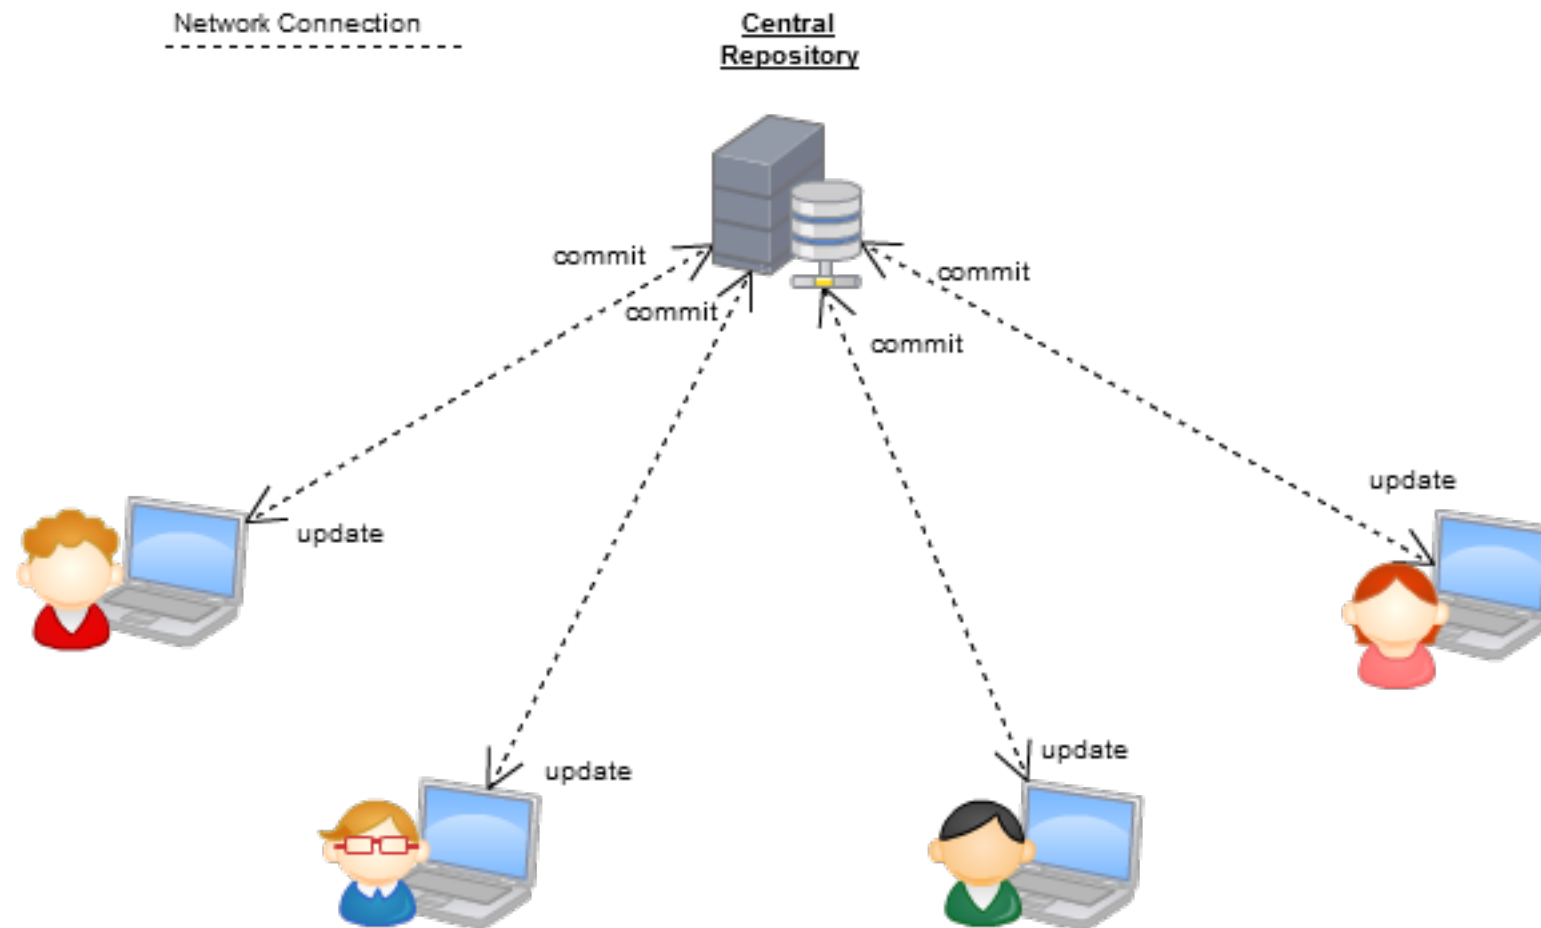 Network Connection
Central
Repository
commit
commit
commit
commit
update
update
update
update